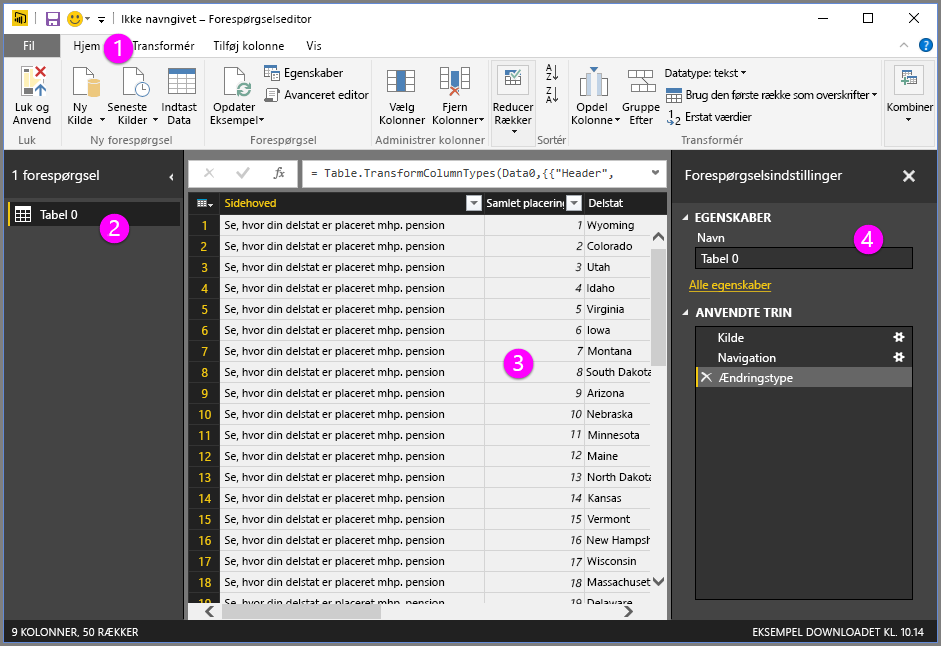 Ikke navngivet – Forespørgselseditor
Fil Hjem 1 Transformér Tilføj kolonne Vis
Luk og Anvend
Ny Kilde
Seneste Kilder
Indtast Data
Opdater Eksempel
Egenskaber
Avanceret editor
Vælg Kolonner
Fjern Kolonner
Reducer Rækker
Opdel Kolonne
Gruppe Efter
Datatype: tekst
Brug den første række som overskrifter
Erstat værdier
Kombiner
Luk Ny forespørgsel Forespørgsel Administrer kolonner Sortér Transformér
1 forespørgsel
Tabel 0
2
fx = Table.TransformColumnTypes(Data0,{{"Header",
Sidehoved Samlet placering Delstat
1 Se, hvor din delstat er placeret mhp. pension 1 Wyoming
2 Se, hvor din delstat er placeret mhp. pension 2 Colorado
3 Se, hvor din delstat er placeret mhp. pension 3 Utah
4 Se, hvor din delstat er placeret mhp. pension 4 Idaho
5 Se, hvor din delstat er placeret mhp. pension 5 Virginia
6 Se, hvor din delstat er placeret mhp. pension 6 Iowa
7 Se, hvor din delstat er placeret mhp. pension 7 Montana
8 Se, hvor din delstat er placeret mhp. pension 8 South Dakota
3
9 Se, hvor din delstat er placeret mhp. pension 9 Arizona
10 Se, hvor din delstat er placeret mhp. pension 10 Nebraska
11 Se, hvor din delstat er placeret mhp. pension 11 Minnesota
12 Se, hvor din delstat er placeret mhp. pension 12 Maine
13 Se, hvor din delstat er placeret mhp. pension 13 North Dakota
14 Se, hvor din delstat er placeret mhp. pension 14 Kansas
15 Se, hvor din delstat er placeret mhp. pension 15 Vermont
16 Se, hvor din delstat er placeret mhp. pension 16 New Hampsh
17 Se, hvor din delstat er placeret mhp. pension 17 Wisconsin
18 Se, hvor din delstat er placeret mhp. pension 18 Massachuset
19 Se, hvor din delstat er placeret mhp. pension 19 Delaware
Forespørgselsindstillinger
EGENSKABER
4
Navn
Tabel 0
Alle egenskaber
ANVENDTE TRIN
Kilde
Navigation
Ændringstype
9 KOLONNER, 50 RÆKKER
EKSEMPEL DOWNLOADET KL. 10.14